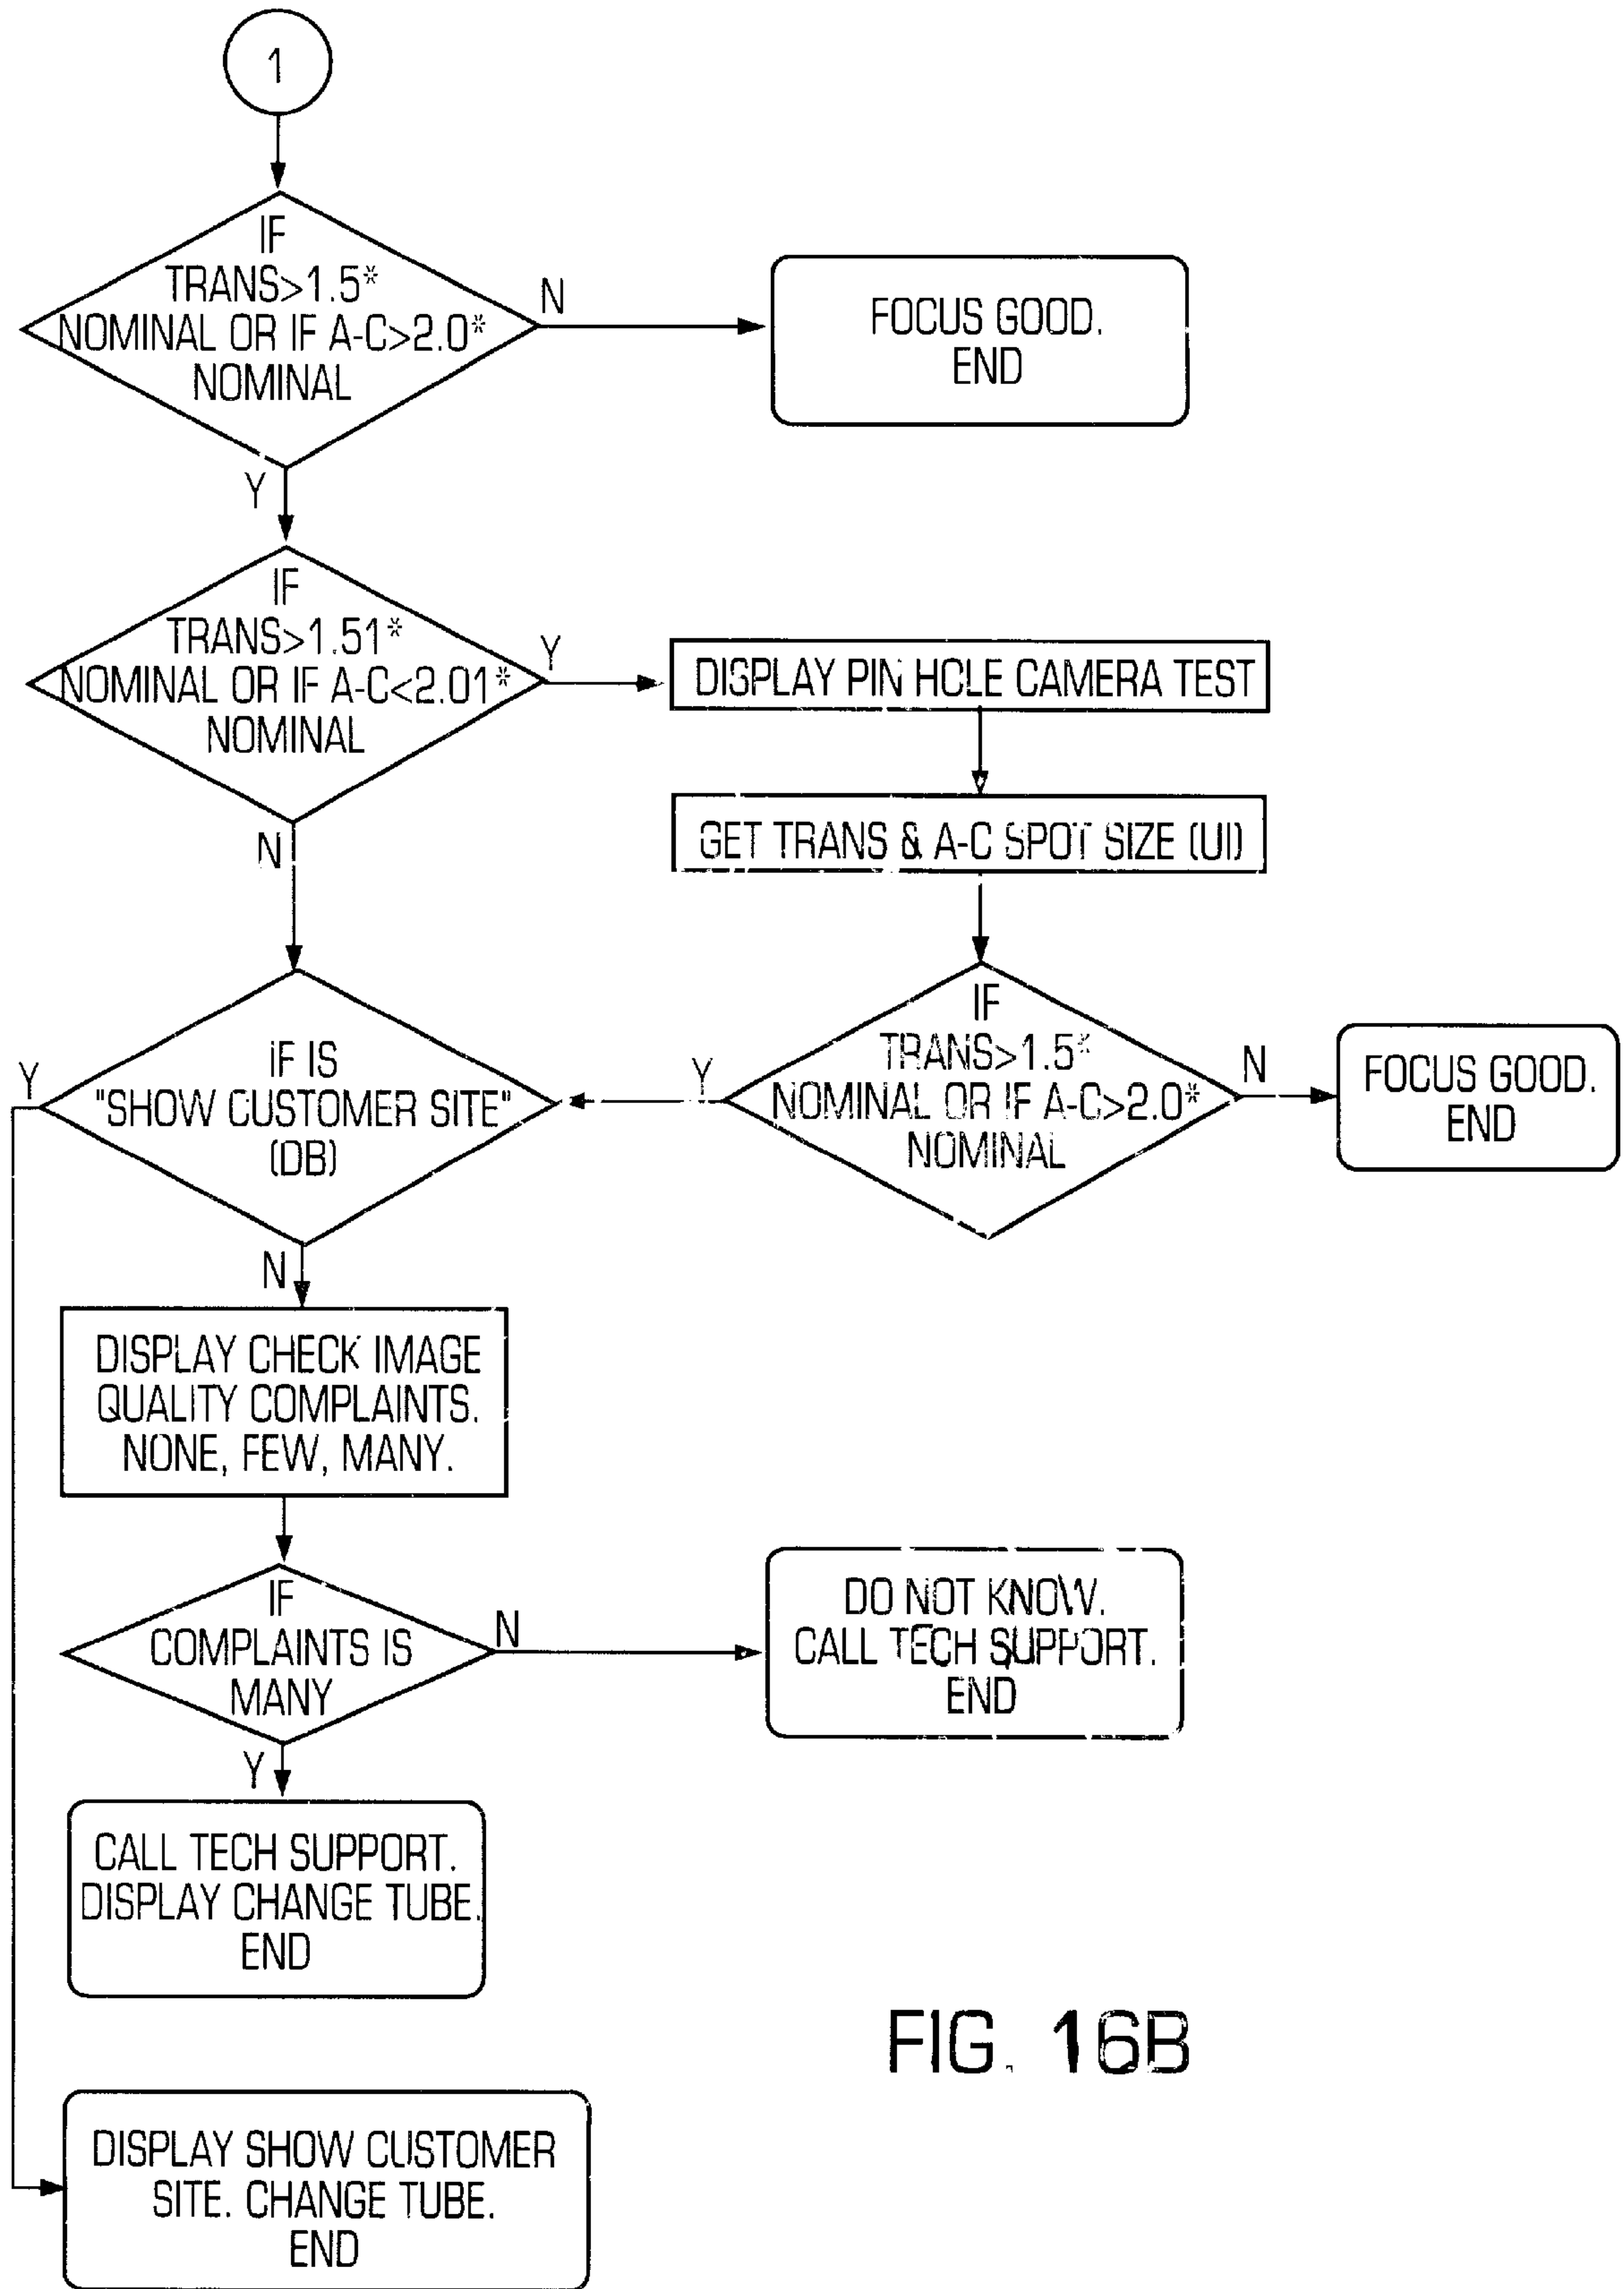 1
IF
TRANS>1.5*
NOMINAL OR IF A-C>2.0*
NOMINAL
N
FOCUS GOOD.
END
Y
IF
TRANS>1.51*
NOMINAL OR IF A-C<2.01*
NOMINAL
Y
DISPLAY PIN HOLE CAMERA TEST
GET TRANS & A-C SPOT SIZE (UI)
N
IF
TRANS>1.5*
NOMINAL OR IF A-C>2.0*
NOMINAL
N
FOCUS GOOD.
END
Y
IF IS
"SHOW CUSTOMER SITE"
(DB)
Y
N
DISPLAY CHECK IMAGE
QUALITY COMPLAINTS.
NONE, FEW, MANY.
IF
COMPLAINTS IS
MANY
N
DO NOT KNOW.
CALL TECH SUPPORT.
END
Y
CALL TECH SUPPORT.
DISPLAY CHANGE TUBE.
END
DISPLAY SHOW CUSTOMER
SITE. CHANGE TUBE.
END
FIG. 16B